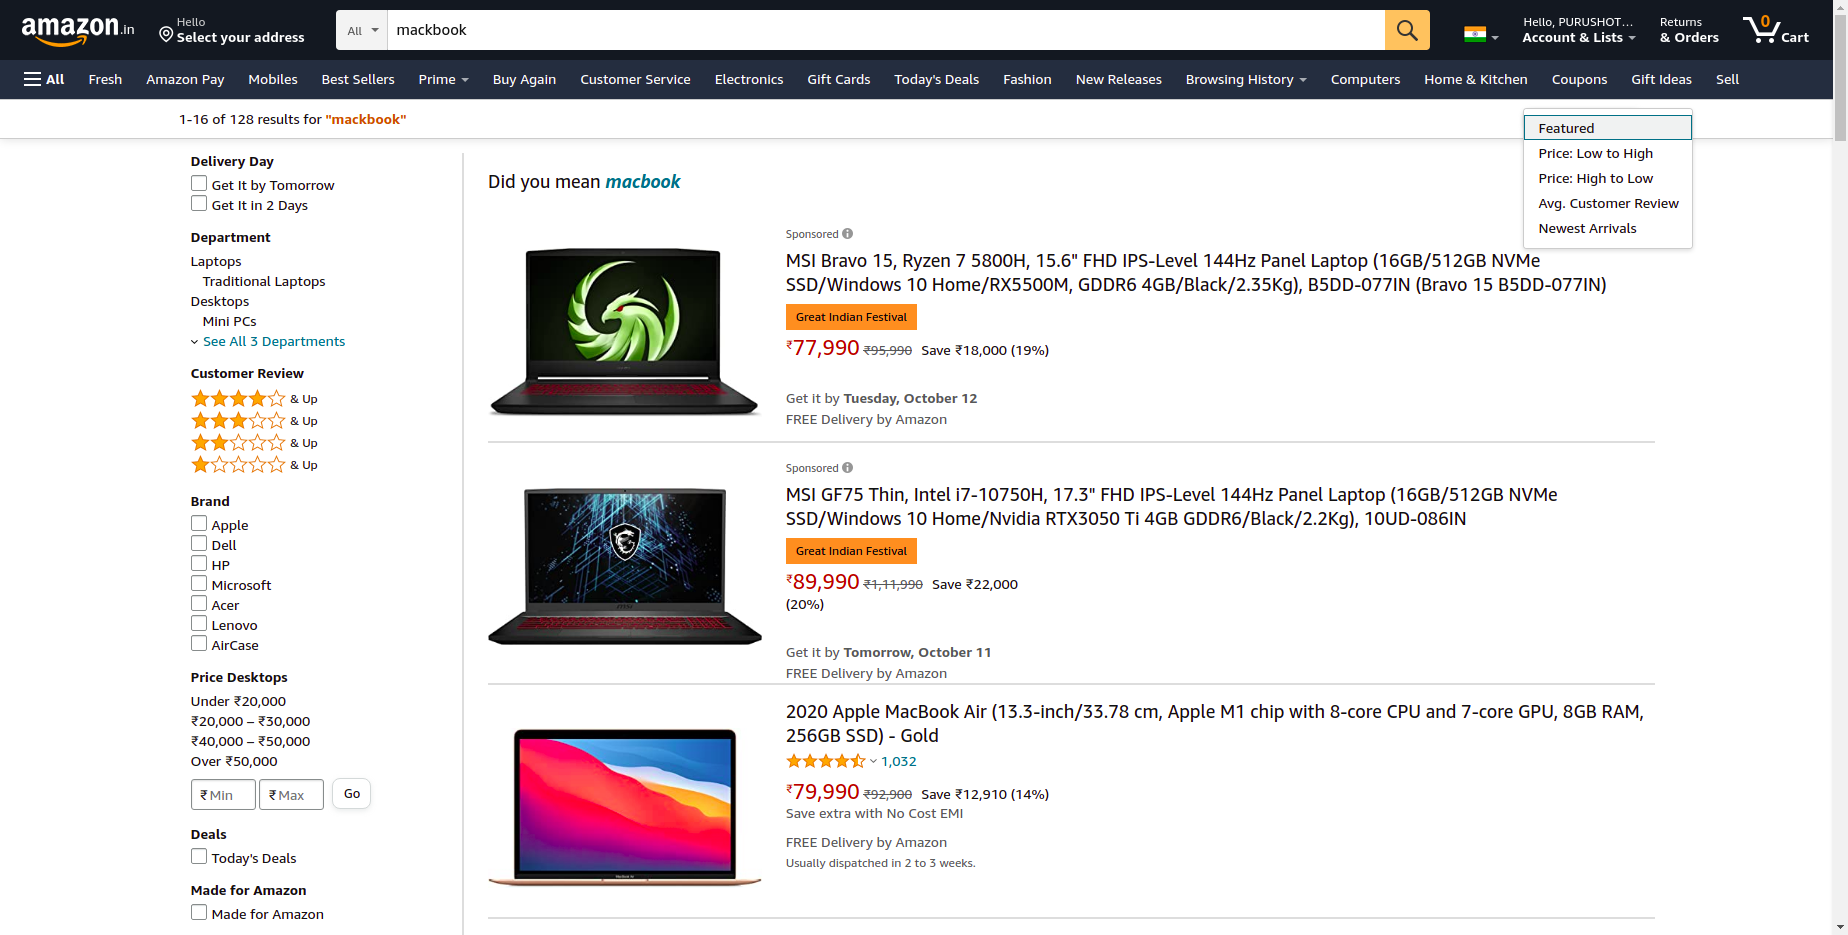 amazon.in
Hello
Select your address
All
mackbook
Hello, PURUSHOT...
Account & Lists
Returns
& Orders
0
Cart
All
Fresh
Amazon Pay
Mobiles
Best Sellers
Prime
Buy Again
Customer Service
Electronics
Gift Cards
Today's Deals
Fashion
New Releases
Browsing History
Computers
Home & Kitchen
Coupons
Gift Ideas
Sell
1-16 of 128 results for "mackbook"
Featured
Price: Low to High
Price: High to Low
Avg. Customer Review
Newest Arrivals
Delivery Day
Get It by Tomorrow
Get It in 2 Days
Department
Laptops
Traditional Laptops
Desktops
Mini PCs
See All 3 Departments
Customer Review
& Up
& Up
& Up
& Up
Brand
Apple
Dell
HP
Microsoft
Acer
Lenovo
AirCase
Price Desktops
Under ₹20,000
₹20,000 – ₹30,000
₹40,000 – ₹50,000
Over ₹50,000
₹ Min
₹ Max
Go
Deals
Today's Deals
Made for Amazon
Made for Amazon
Did you mean macbook
Sponsored
MSI Bravo 15, Ryzen 7 5800H, 15.6" FHD IPS-Level 144Hz Panel Laptop (16GB/512GB NVMe
SSD/Windows 10 Home/RX5500M, GDDR6 4GB/Black/2.35Kg), B5DD-077IN (Bravo 15 B5DD-077IN)
Great Indian Festival
₹77,990 ₹95,990 Save ₹18,000 (19%)
Get it by Tuesday, October 12
FREE Delivery by Amazon
Sponsored
MSI GF75 Thin, Intel i7-10750H, 17.3" FHD IPS-Level 144Hz Panel Laptop (16GB/512GB NVMe
SSD/Windows 10 Home/Nvidia RTX3050 Ti 4GB GDDR6/Black/2.2Kg), 10UD-086IN
Great Indian Festival
₹89,990 ₹1,11,990 Save ₹22,000
(20%)
Get it by Tomorrow, October 11
FREE Delivery by Amazon
2020 Apple MacBook Air (13.3-inch/33.78 cm, Apple M1 chip with 8-core CPU and 7-core GPU, 8GB RAM,
256GB SSD) - Gold
1,032
₹79,990 ₹92,900 Save ₹12,910 (14%)
Save extra with No Cost EMI
FREE Delivery by Amazon
Usually dispatched in 2 to 3 weeks.
MacBook Air